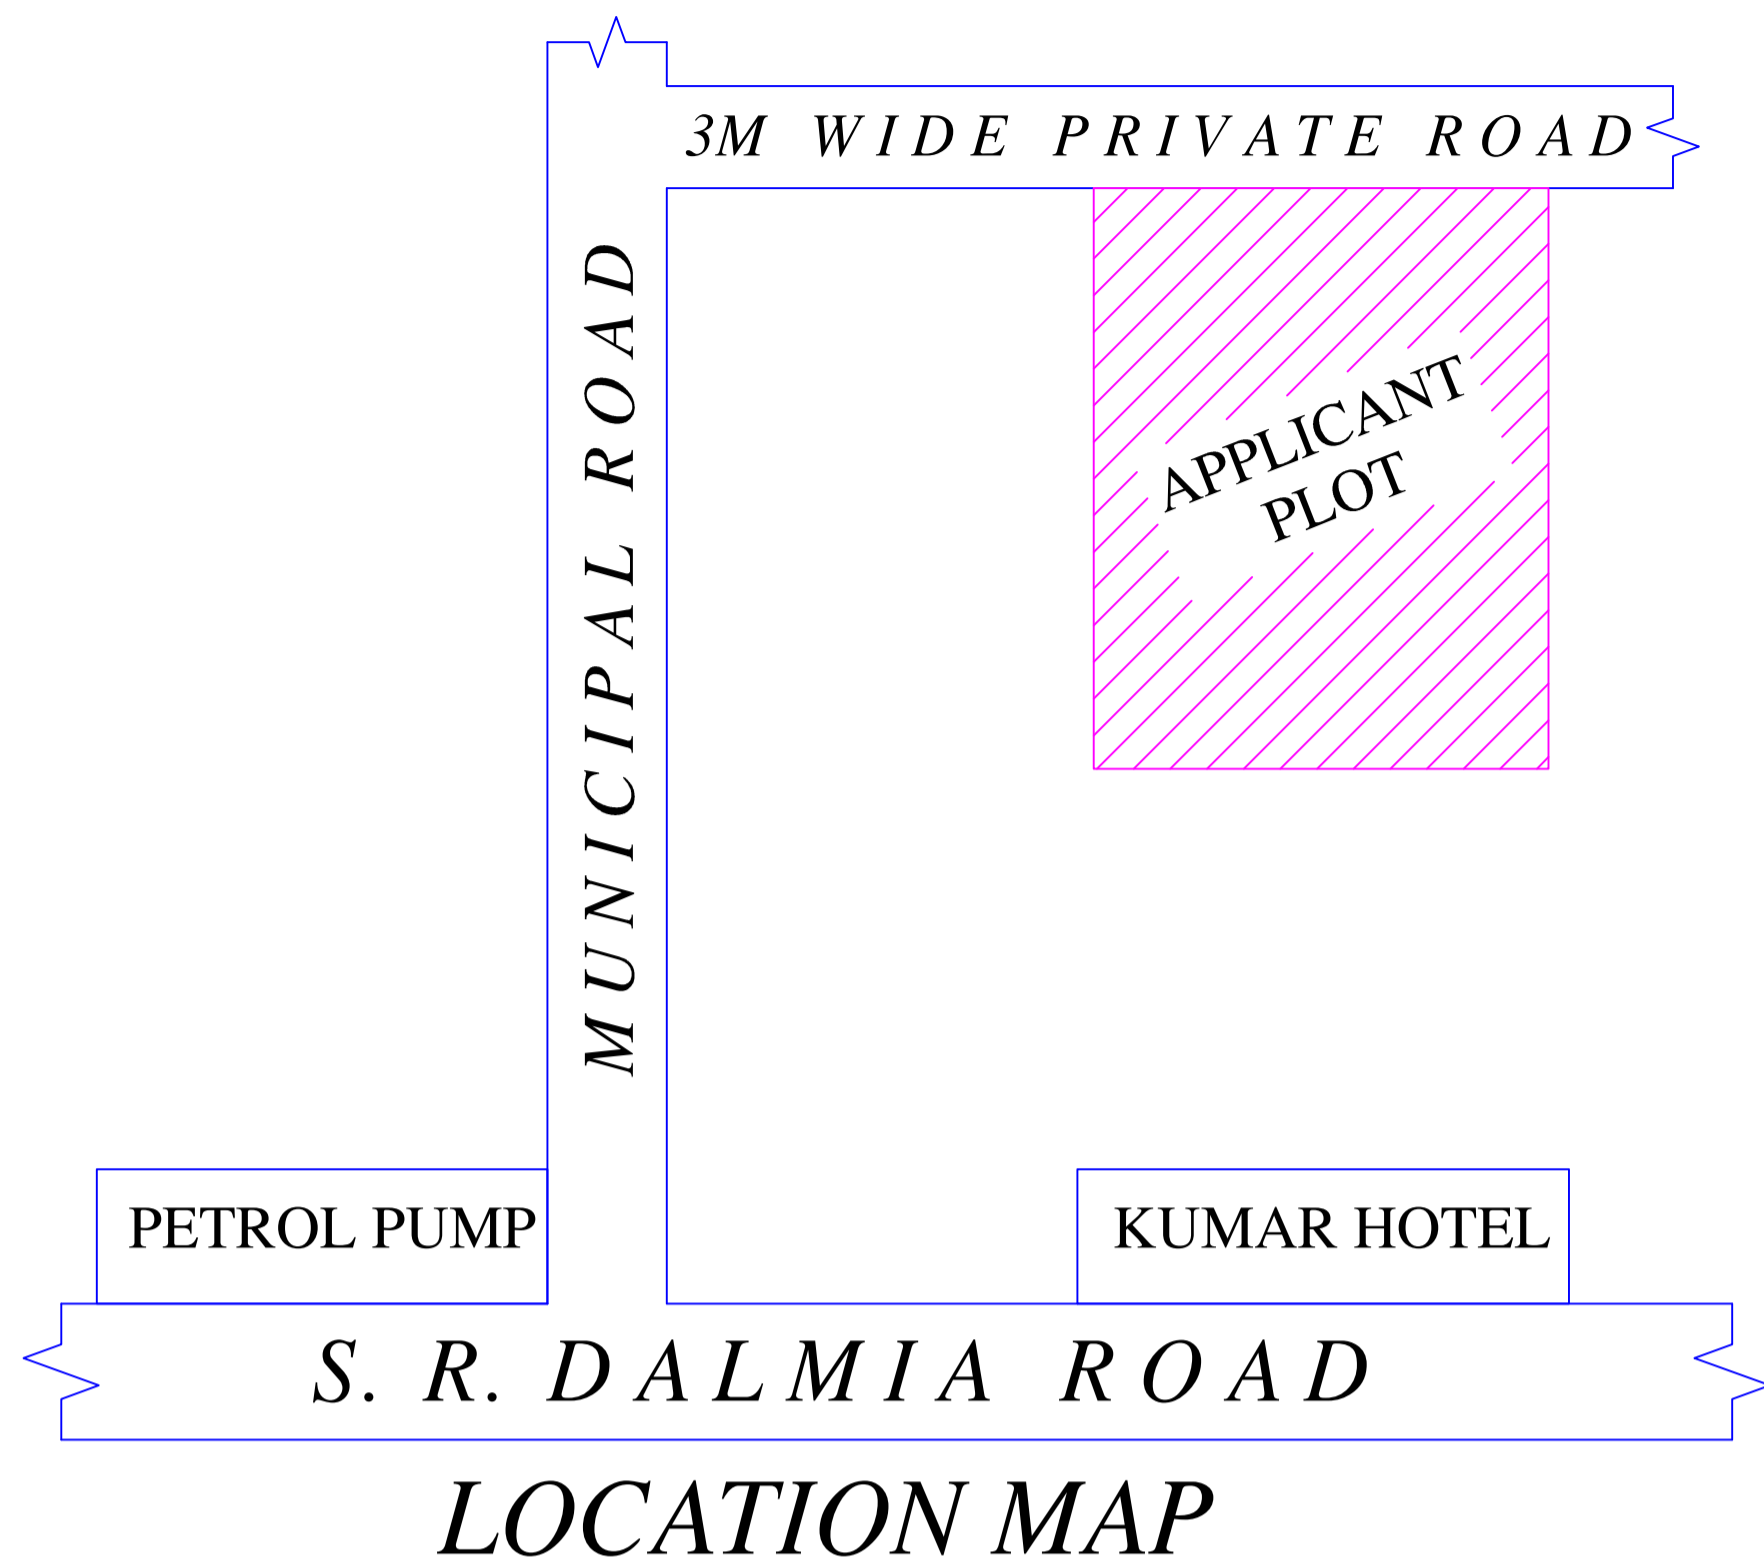 3M WIDE PRIVATE ROAD
MUNICIPAL ROAD
APPLICANT
PLOT
PETROL PUMP
KUMAR HOTEL
S. R. DALMIA ROAD
LOCATION MAP